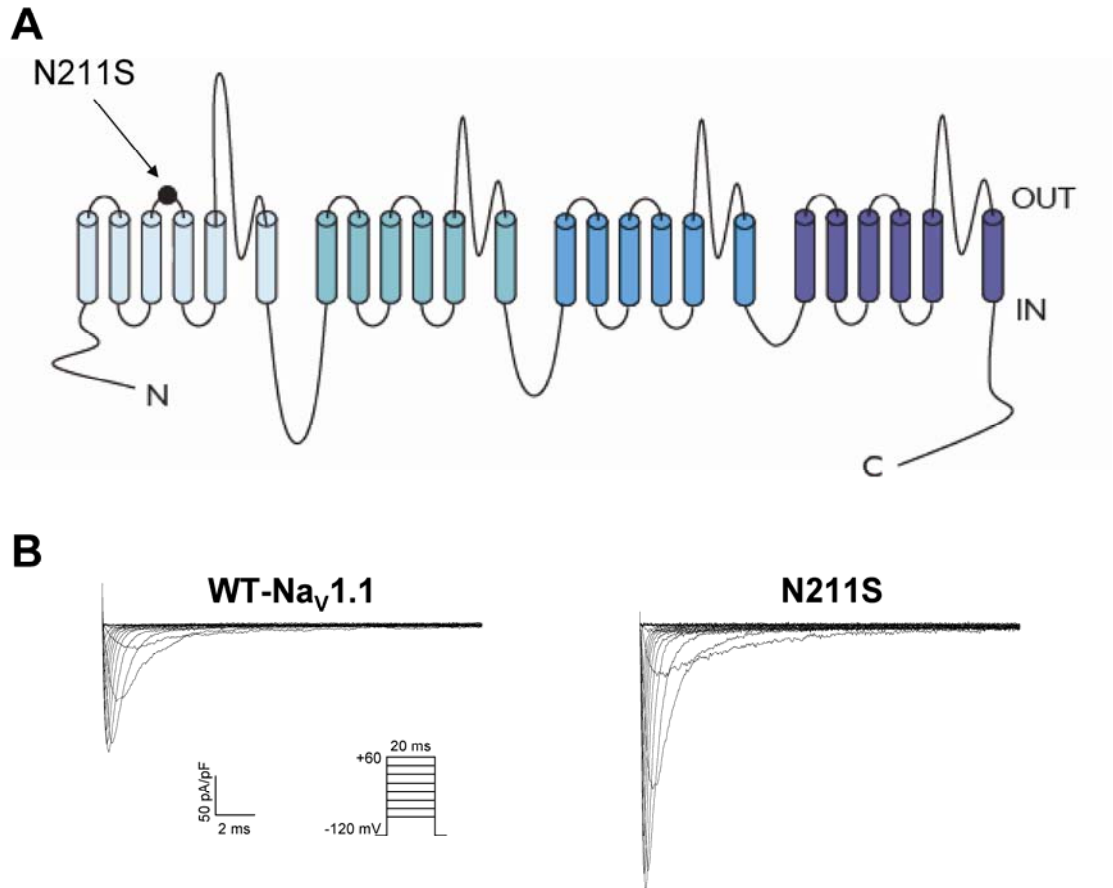 A
N211S
OUT
IN
N
C
B
WT-NaV1.1
N211S
20 ms
+60
50 pA/pF
2 ms
-120 mV